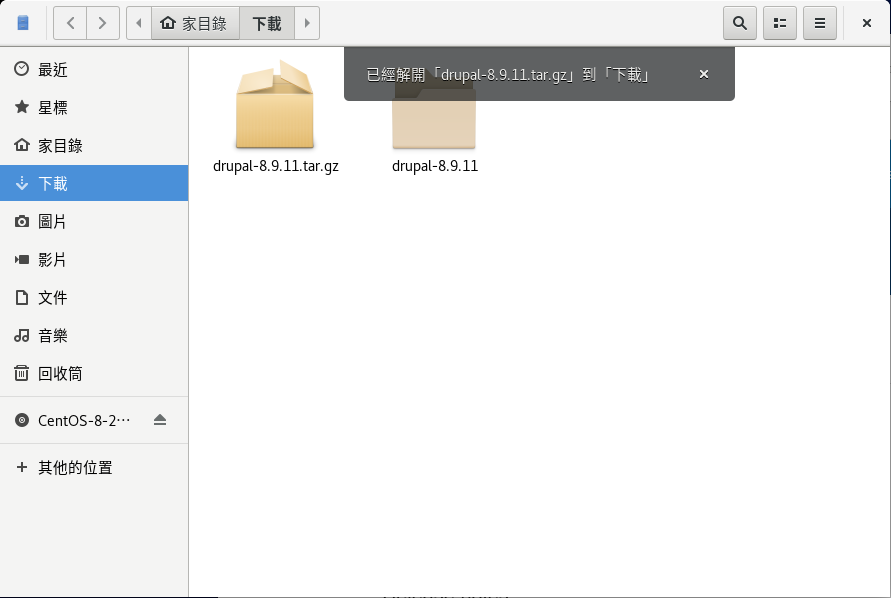 家目錄
下載
已經解開「drupal-8.9.11.tar.gz」到「下載」
最近
星標
家目錄
下載
圖片
影片
文件
音樂
回收筒
CentOS-8-2…
其他的位置
drupal-8.9.11.tar.gz
drupal-8.9.11